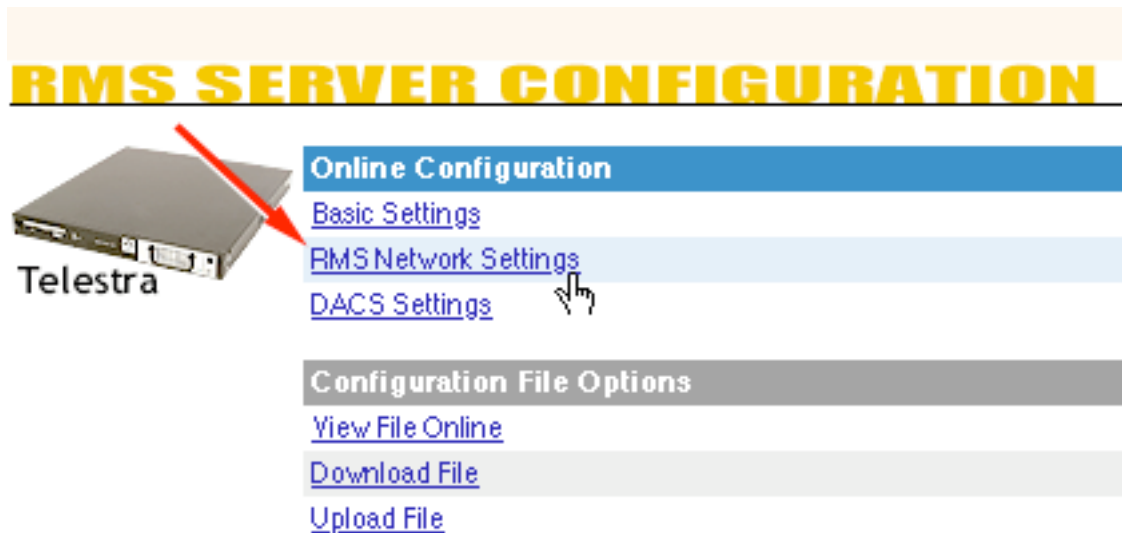 RMS SERVER CONFIGURATION
Telestra
Online Configuration
Basic Settings
RMS Network Settings
DACS Settings
Configuration File Options
View File Online
Download File
Upload File